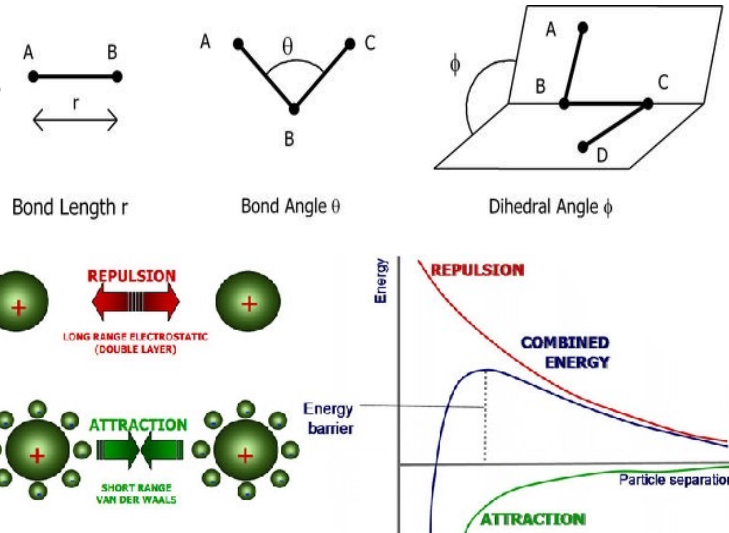 A B
r
Bond Length r
A θ C
B
Bond Angle θ
A
ϕ
B C
D
Dihedral Angle ϕ
REPULSION
+ +
LONG RANGE ELECTROSTATIC
(DOUBLE LAYER)
ATTRACTION
+ +
SHORT RANGE
VAN DER WAALS
Energy
REPULSION
COMBINED
ENERGY
Energy
barrier
Particle separation
ATTRACTION